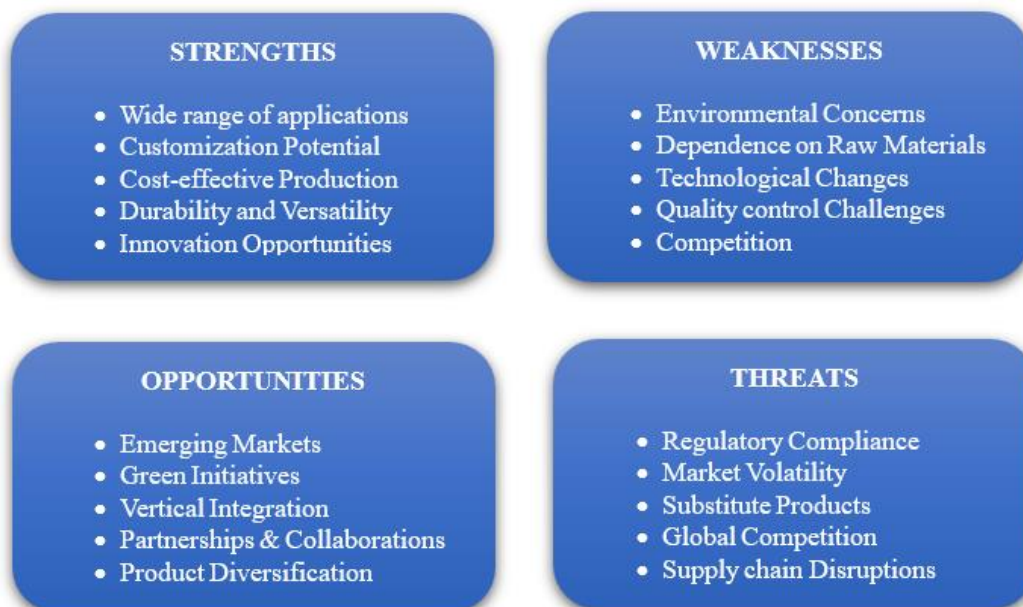 STRENGTHS
• Wide range of applications
• Customization Potential
• Cost-effective Production
• Durability and Versatility
• Innovation Opportunities
WEAKNESSES
• Environmental Concerns
• Dependence on Raw Materials
• Technological Changes
• Quality control Challenges
• Competition
OPPORTUNITIES
• Emerging Markets
• Green Initiatives
• Vertical Integration
• Partnerships & Collaborations
• Product Diversification
THREATS
• Regulatory Compliance
• Market Volatility
• Substitute Products
• Global Competition
• Supply chain Disruptions